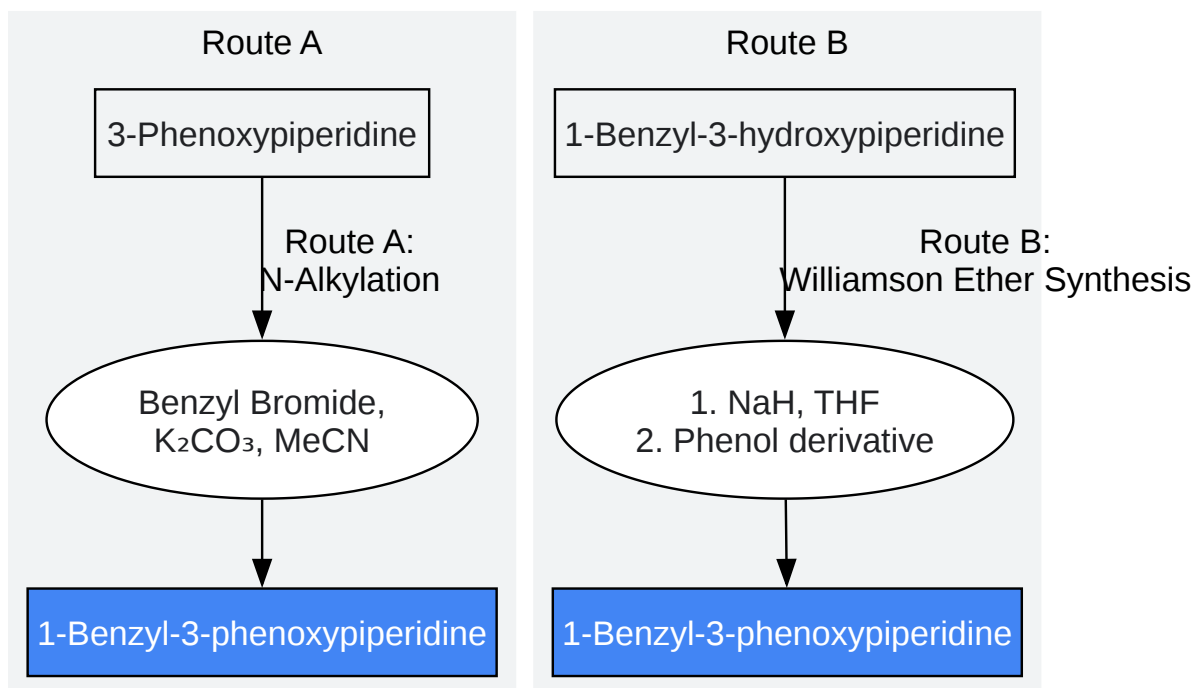 Route A
3-Phenoxypiperidine
Route A:
N-Alkylation
Benzyl Bromide,
K₂CO₃, MeCN
1-Benzyl-3-phenoxypiperidine
Route B
1-Benzyl-3-hydroxypiperidine
Route B:
Williamson Ether Synthesis
1. NaH, THF
2. Phenol derivative
1-Benzyl-3-phenoxypiperidine